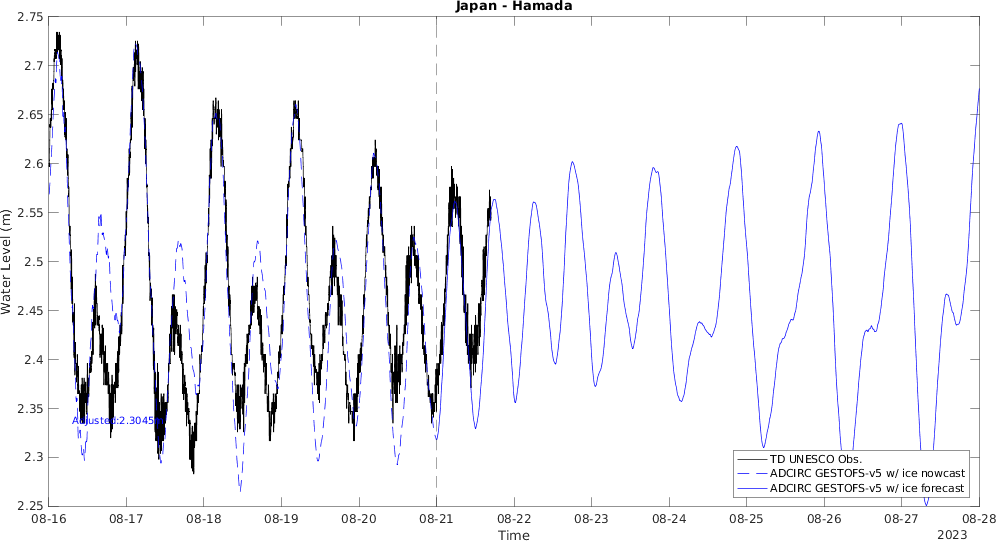 Japan - Hamada
2.75
2.7
2.65
2.6
2.55
2.5
2.45
2.4
2.35
2.3
2.25
Water Level (m)
Adjusted:2.3045
TD UNESCO Obs.
ADCIRC GESTOFS-v5 w/ ice nowcast
ADCIRC GESTOFS-v5 w/ ice forecast
08-16 08-17 08-18 08-19 08-20 08-21 08-22 08-23 08-24 08-25 08-26 08-27 08-28
Time
2023